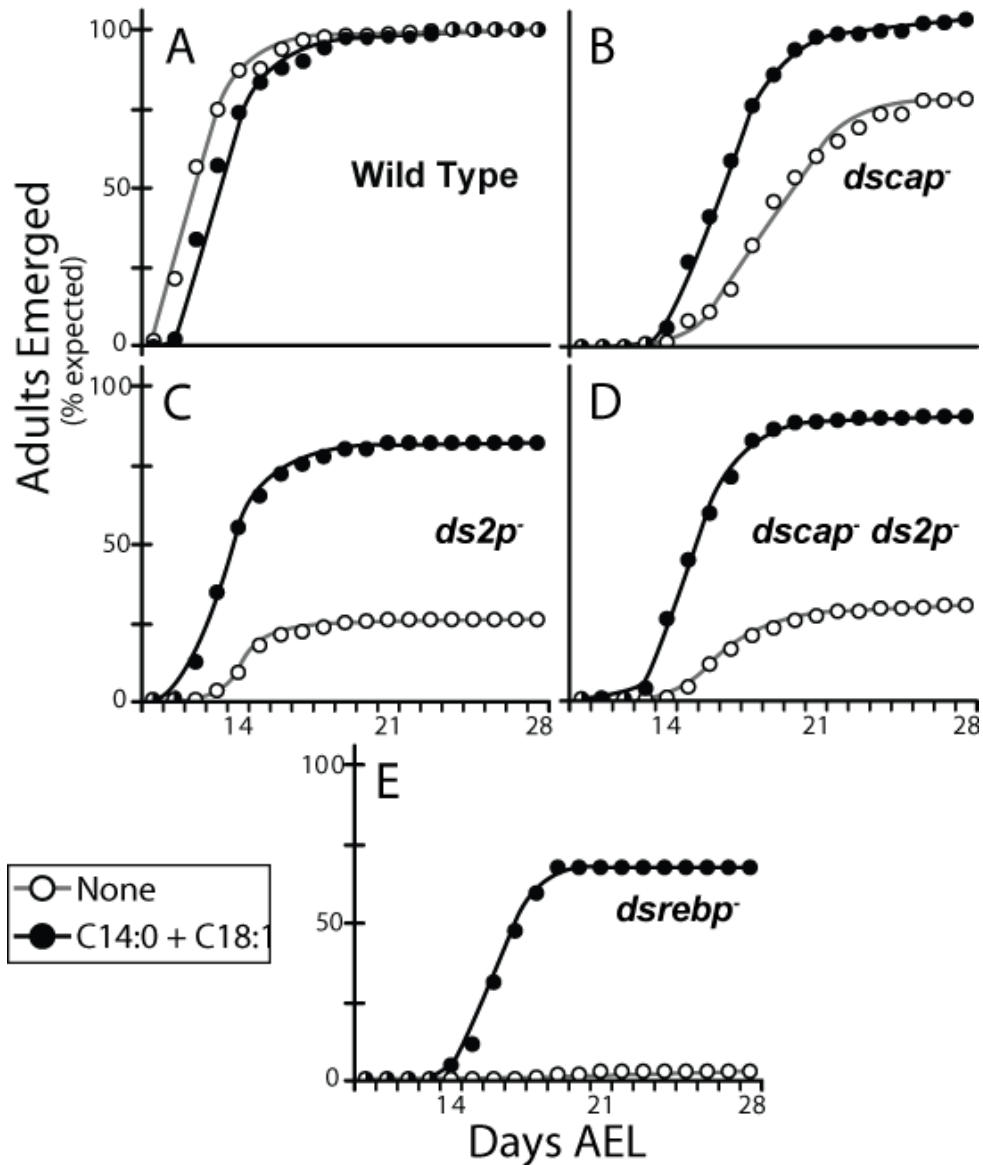 Adults Emerged
(% expected)
A
100
50
0
Wild Type
B
dscap-
C
100
50
0
14
21
28
ds2p-
D
14
21
28
dscap- ds2p-
E
100
50
0
14
21
28
dsrebp-
None
C14:0 + C18:1
Days AEL